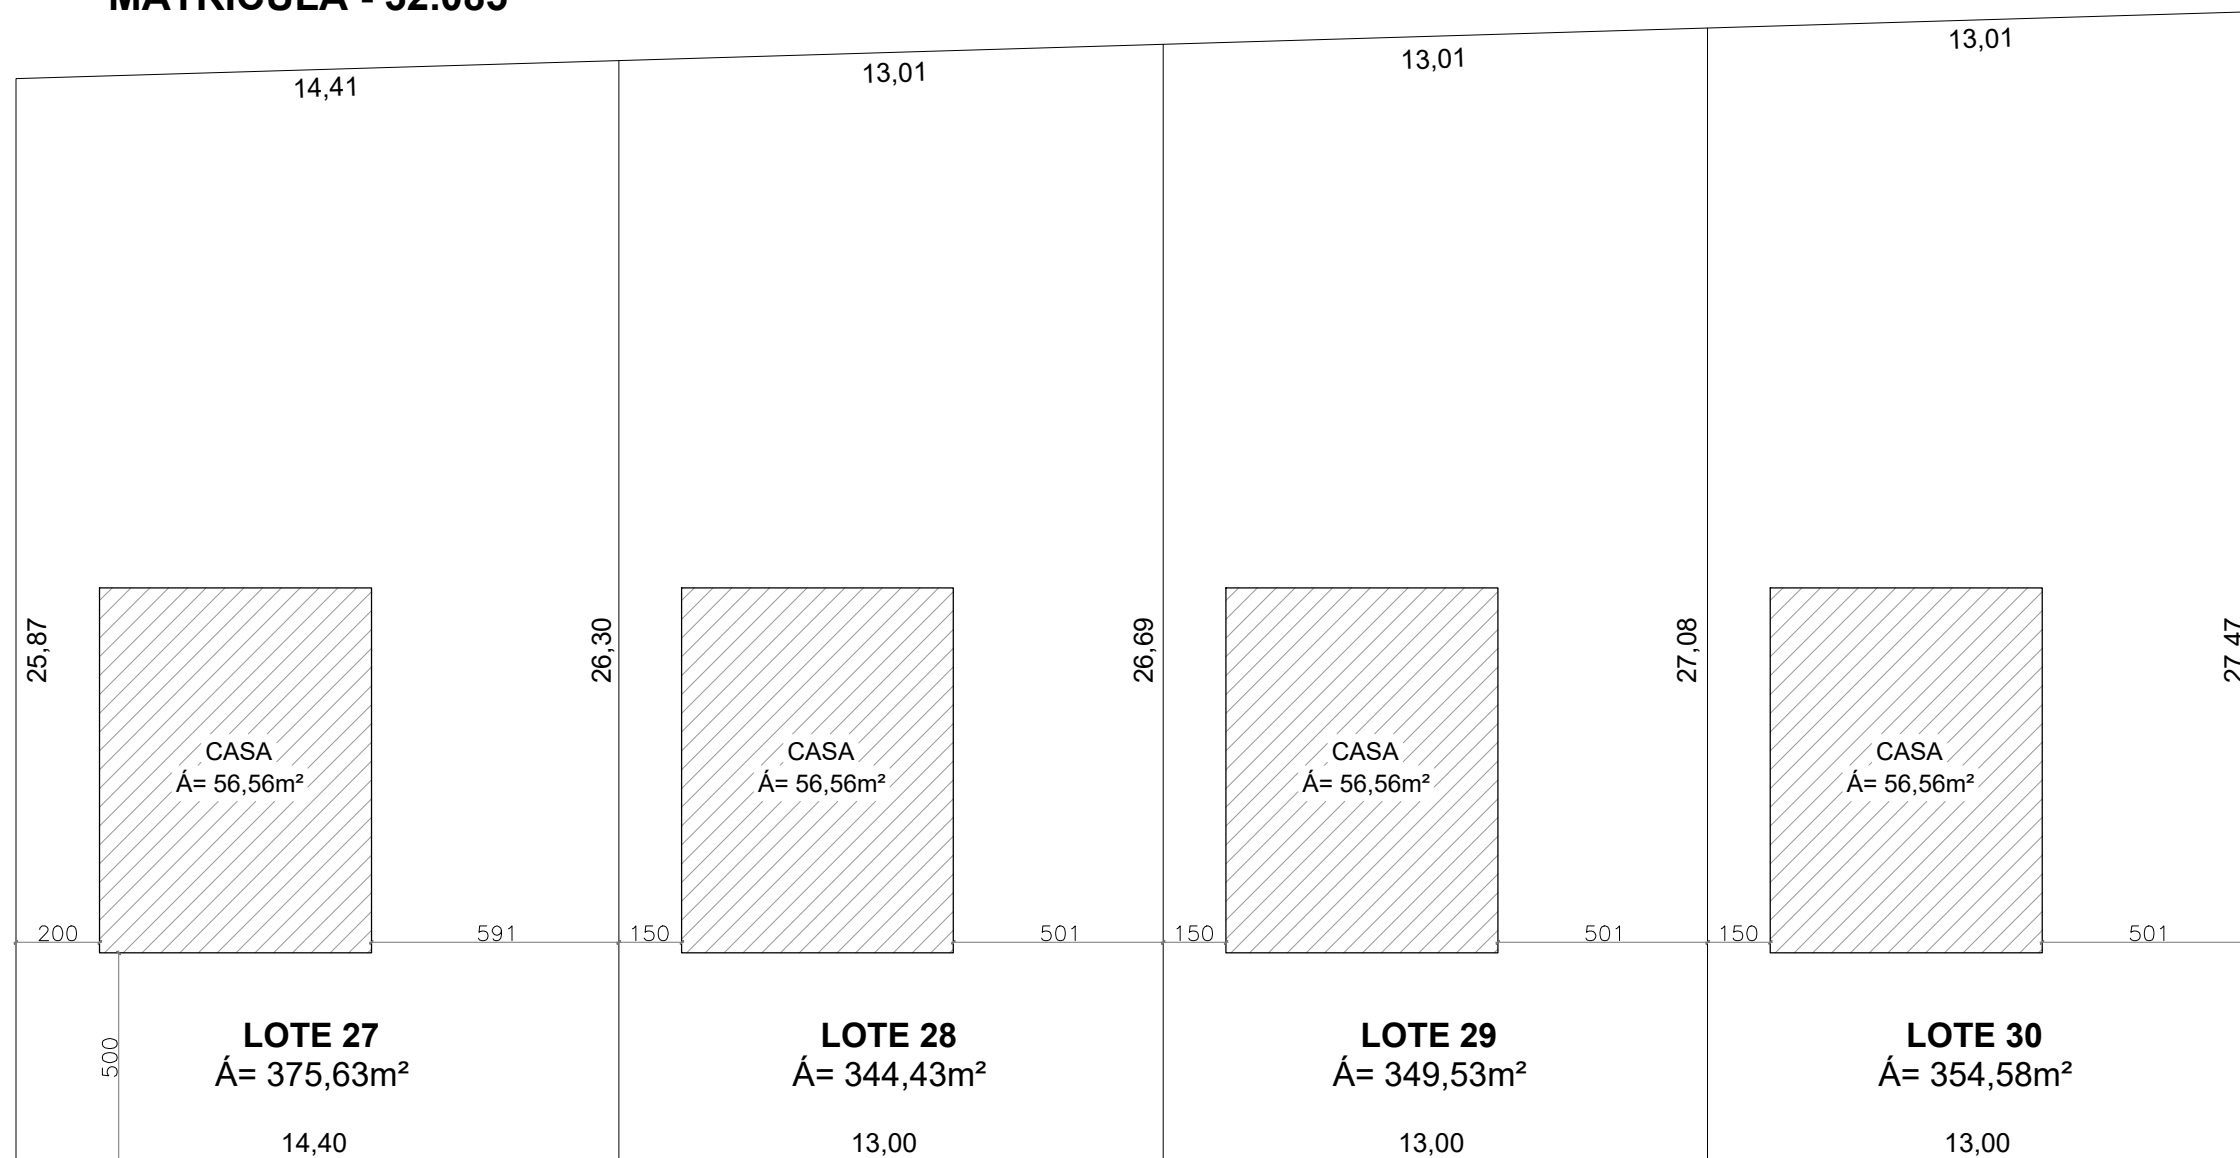 14,41
13,01
13,01
13,01
25,87
26,30
26,69
27,08
27,47
CASA
Á= 56,56m²
CASA
Á= 56,56m²
CASA
Á= 56,56m²
CASA
Á= 56,56m²
200
591
150
501
150
501
150
501
500
LOTE 27
Á= 375,63m²
LOTE 28
Á= 344,43m²
LOTE 29
Á= 349,53m²
LOTE 30
Á= 354,58m²
14,40
13,00
13,00
13,00